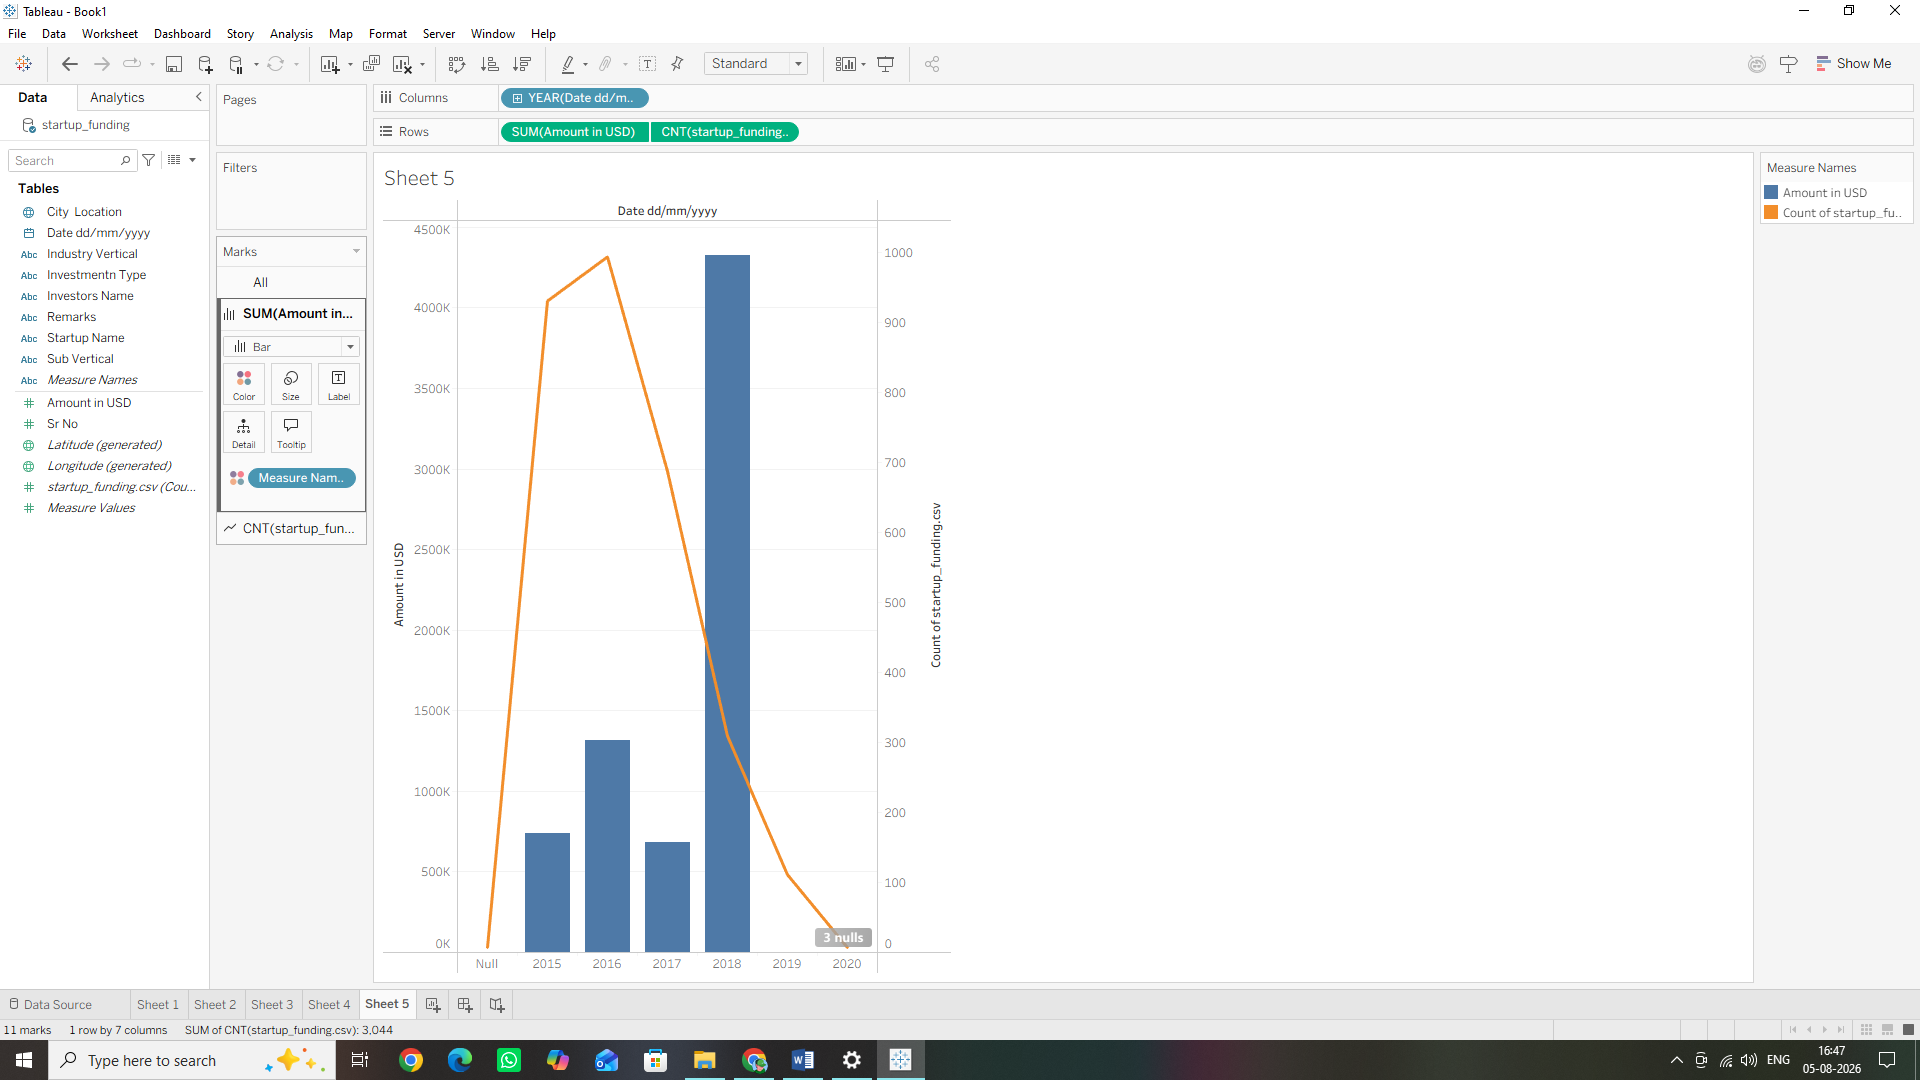 Tableau - Book1
File Data Worksheet Dashboard Story Analysis Map Format Server Window Help
Standard
Show Me
Data Analytics
startup_funding
Search
Tables
City Location
Date dd/mm/yyyy
Abc Industry Vertical
Abc Investmentn Type
Abc Investors Name
Abc Remarks
Abc Startup Name
Abc Sub Vertical
Abc Measure Names
# Amount in USD
# Sr No
Latitude (generated)
Longitude (generated)
# startup_funding.csv (Cou...
# Measure Values
Pages
Filters
Marks
All
SUM(Amount in...
Bar
Color Size Label
Detail Tooltip
Measure Nam..
CNT(startup_fun...
Columns YEAR(Date dd/m..
Rows SUM(Amount in USD) CNT(startup_funding..
Sheet 5
Date dd/mm/yyyy
4500K
4000K
3500K
3000K
2500K
2000K
1500K
1000K
500K
0K
Amount in USD
1000
900
800
700
600
500
400
300
200
100
0
Count of startup_funding.csv
3 nulls
Null 2015 2016 2017 2018 2019 2020
Measure Names
Amount in USD
Count of startup_fu..
Data Source Sheet 1 Sheet 2 Sheet 3 Sheet 4 Sheet 5
11 marks 1 row by 7 columns SUM of CNT(startup_funding.csv): 3,044
Type here to search
ENG
16:47
05-08-2026